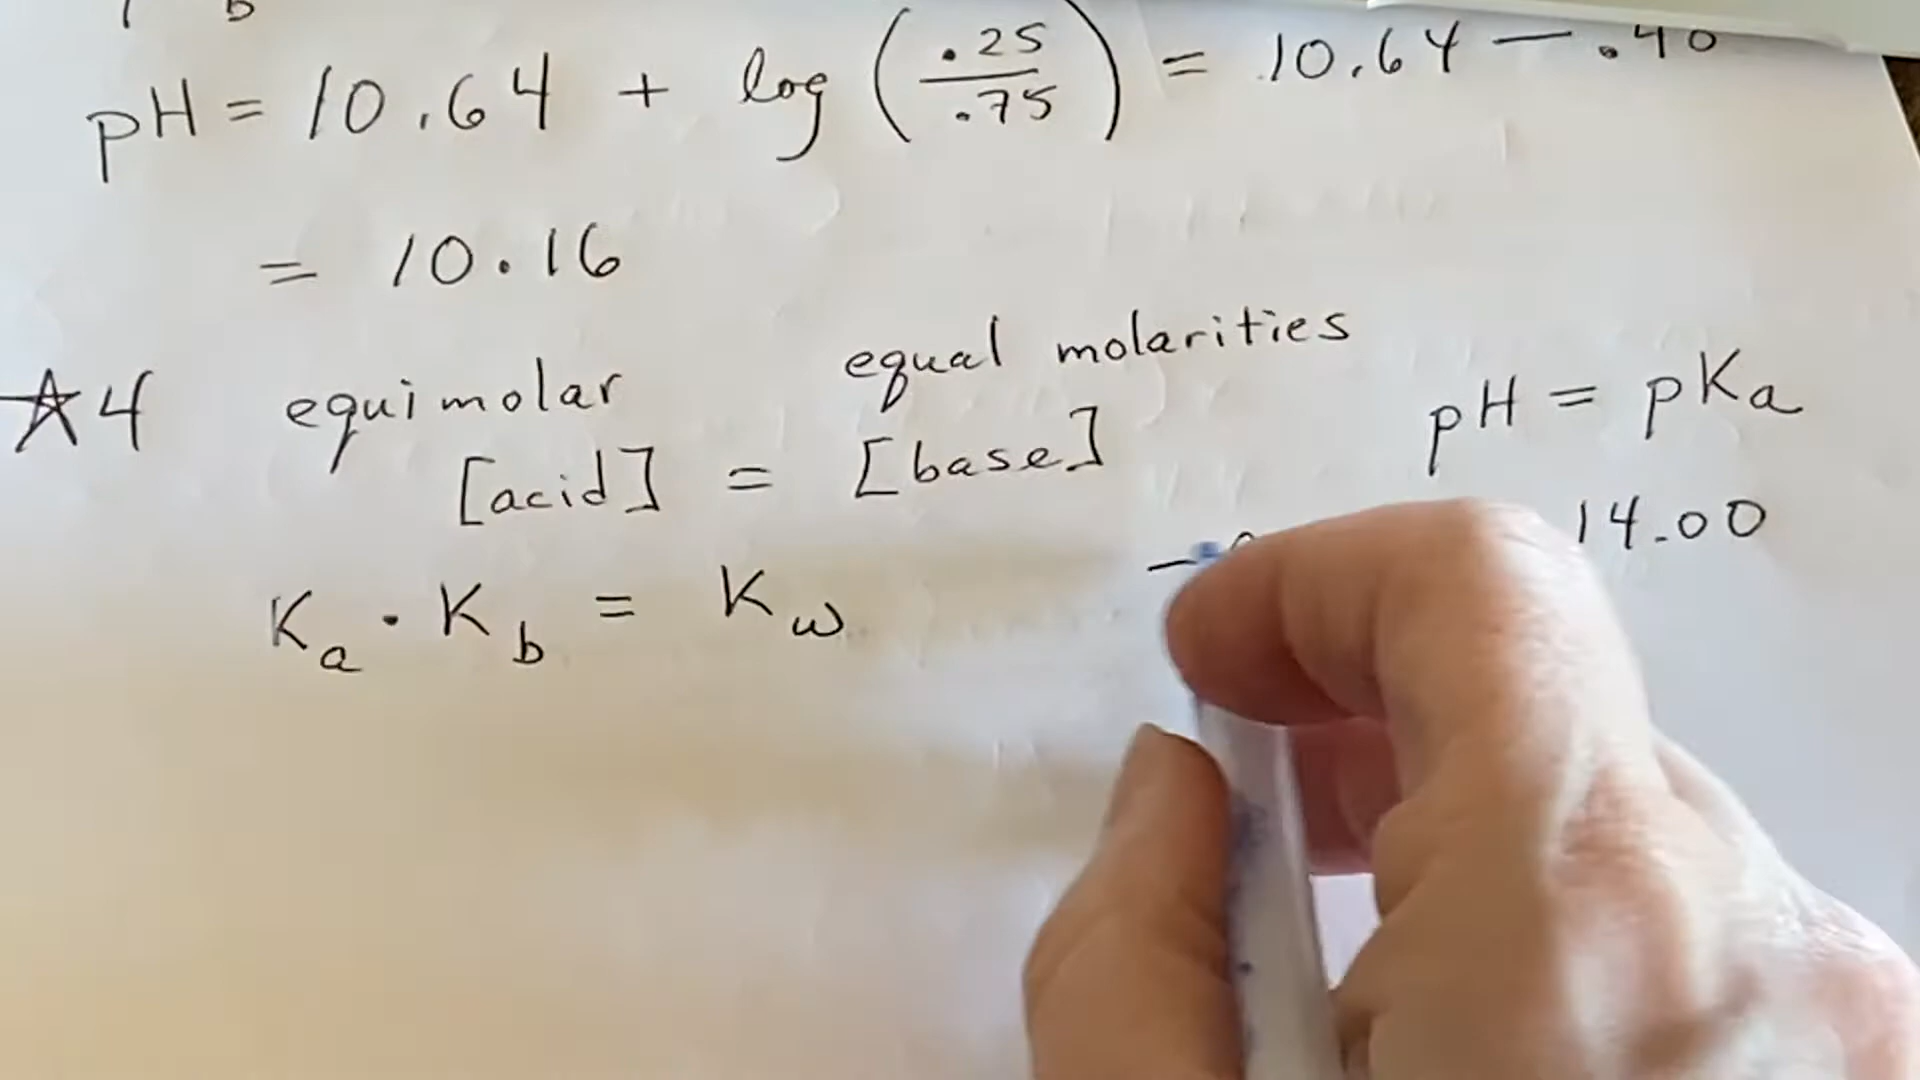 pH = 10.64 + log (.25/.75) = 10.64 — .40
= 10.16
☆4 equimolar equal molarities
[acid] = [base] pH = pKa
14.00
Ka · Kb = Kw